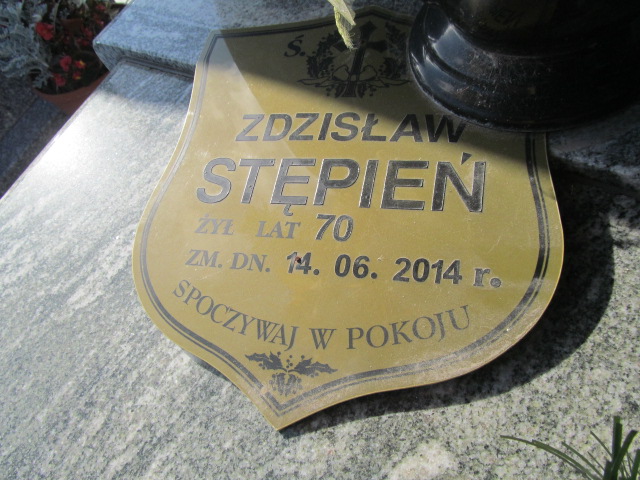 Ś.
ZDZISŁAW
STĘPIEŃ
ŻYŁ LAT 70
ZM. DN. 14. 06. 2014 r.
SPOCZYWAJ W POKOJU